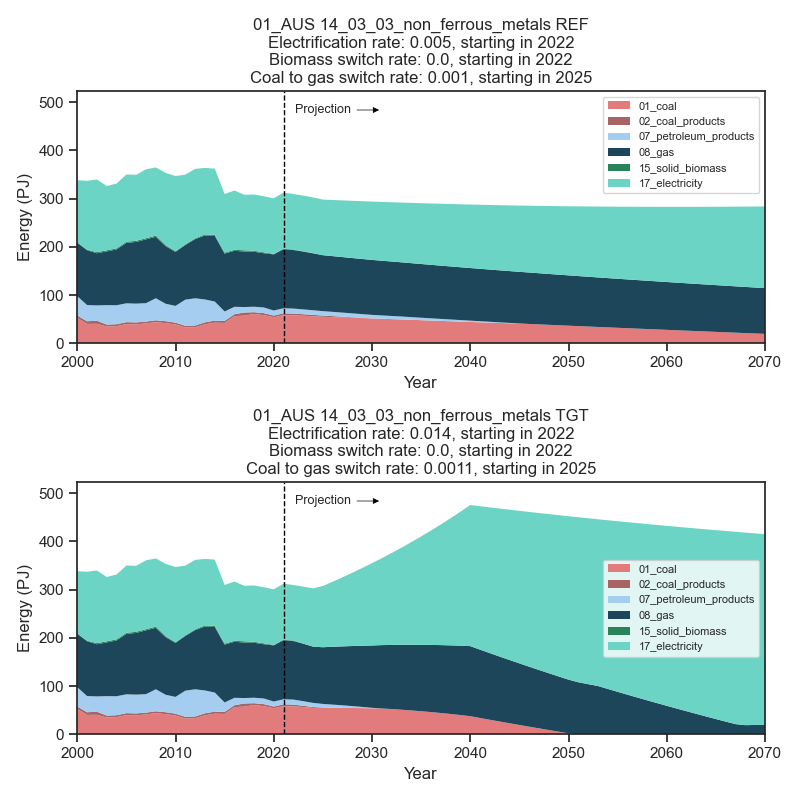 01_AUS 14_03_03_non_ferrous_metals REF
Electrification rate: 0.005, starting in 2022
Biomass switch rate: 0.0, starting in 2022
Coal to gas switch rate: 0.001, starting in 2025
Projection
01_coal
02_coal_products
07_petroleum_products
08_gas
15_solid_biomass
17_electricity
Energy (PJ)
500
400
300
200
100
0
2000 2010 2020 2030 2040 2050 2060 2070
Year
01_AUS 14_03_03_non_ferrous_metals TGT
Electrification rate: 0.014, starting in 2022
Biomass switch rate: 0.0, starting in 2022
Coal to gas switch rate: 0.0011, starting in 2025
Projection
01_coal
02_coal_products
07_petroleum_products
08_gas
15_solid_biomass
17_electricity
Energy (PJ)
500
400
300
200
100
0
2000 2010 2020 2030 2040 2050 2060 2070
Year